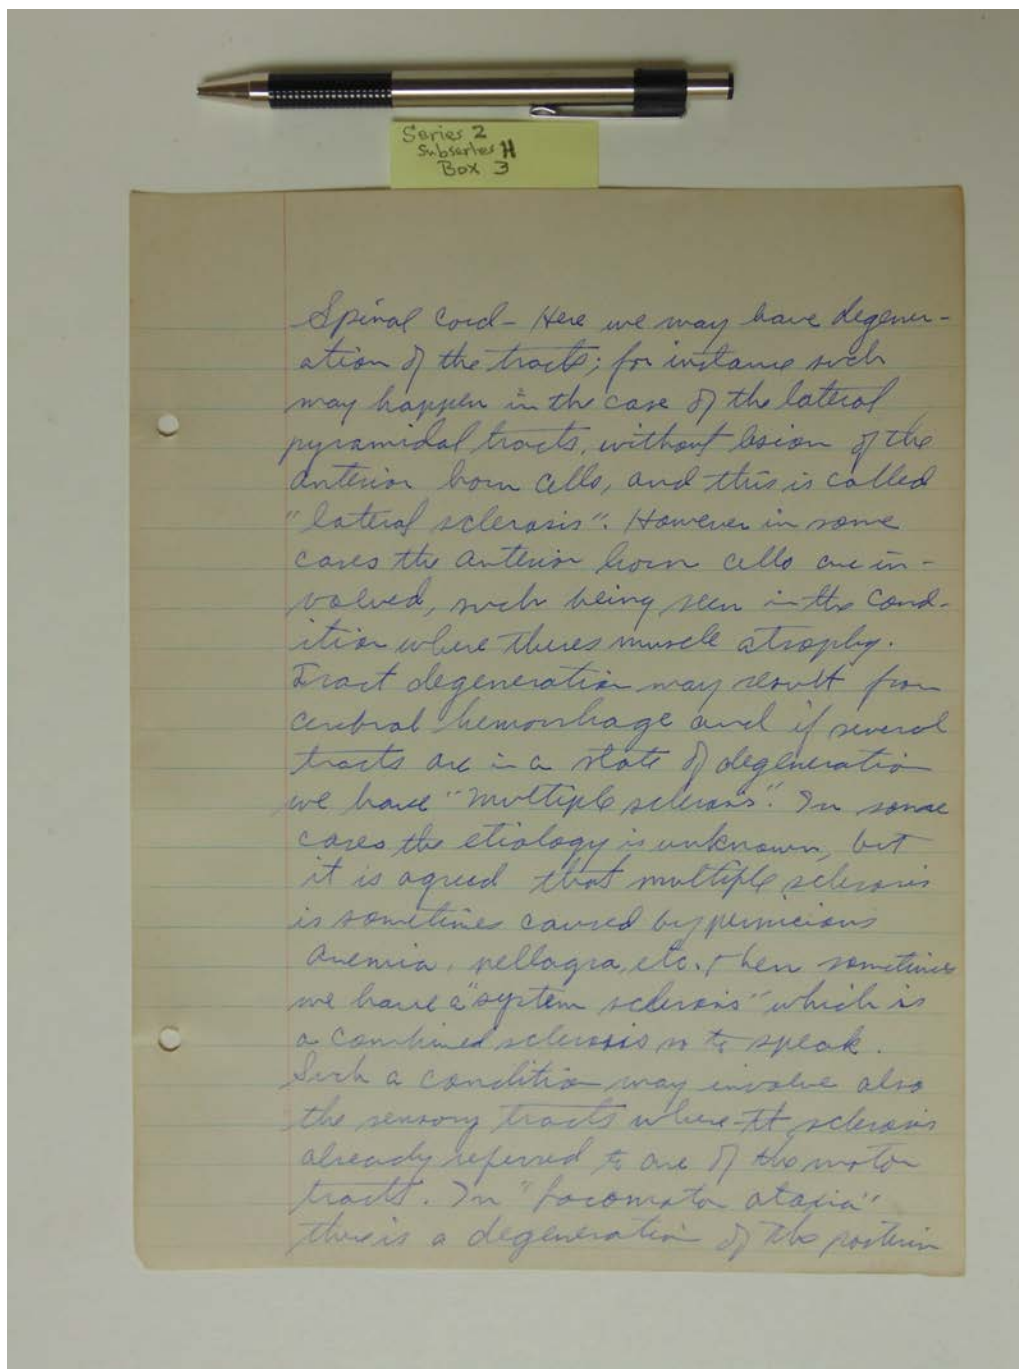 Series 2
Subseries H
Box 3
Spinal Cord - Here we may have degener-
ation of the tracts; for instance such
may happen in the case of the lateral
pyramidal tracts, without lesion of the
anterior horn cells, and this is called
"lateral sclerosis". However in some
cases the anterior horn cells are in-
volved, such being seen in the cond-
ition where theres muscle atrophy.
Tract degeneration may result from
cerebral hemorrhage and if several
tracts are in a state of degeneration
we have "multiple sclerosis". In some
cases the etiology is unknown, but
it is agreed that multiple sclerosis
is sometimes caused by pernicious
anemia, pellagra, etc. Then sometimes
we have a "system sclerosis" which is
a combined sclerosis so to speak.
Such a condition may involve also
the sensory tracts where the sclerosis
already referred to are of the motor
tracts. In "locomotor ataxia"
there is a degeneration of the posterior